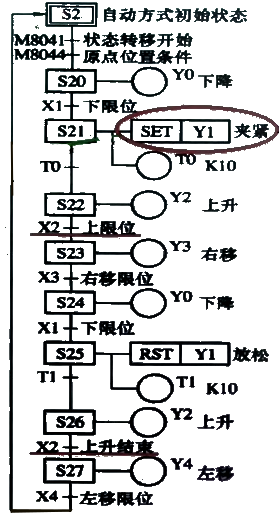 S2 自动方式初始状态
M8041 状态转移开始
M8044 原点位置条件
S20 Y0 下降
X1 下限位
S21 SET Y1 夹紧
T0 T0 K10
S22 Y2 上升
X2 上限位
S23 Y3 右移
X3 右移限位
S24 Y0 下降
X1 下限位
S25 RST Y1 放松
T1 T1 K10
S26 Y2 上升
X2 上升结束
S27 Y4 左移
X4 左移限位